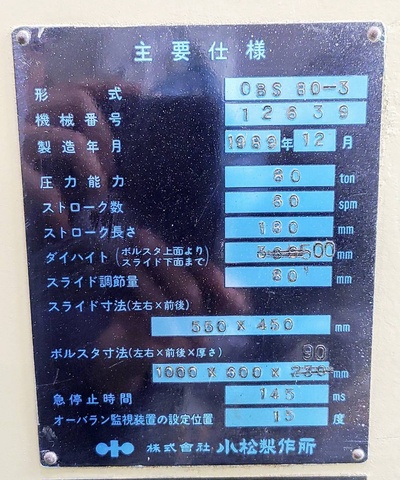 主要仕様
形式 OBS 80-3
機械番号 12639
製造年月 1989年12月
圧力能力 80 ton
ストローク数 60 spm
ストローク長さ 180 mm
ダイハイト (ボルスタ上面より スライド下面まで) 500 mm
スライド調節量 80 mm
スライド寸法(左右×前後)
560 × 450 mm
ボルスタ寸法(左右×前後×厚さ) 90
1000 × 600 × mm
急停止時間 145 ms
オーバラン監視装置の設定位置 15 度
株式会社 小松製作所